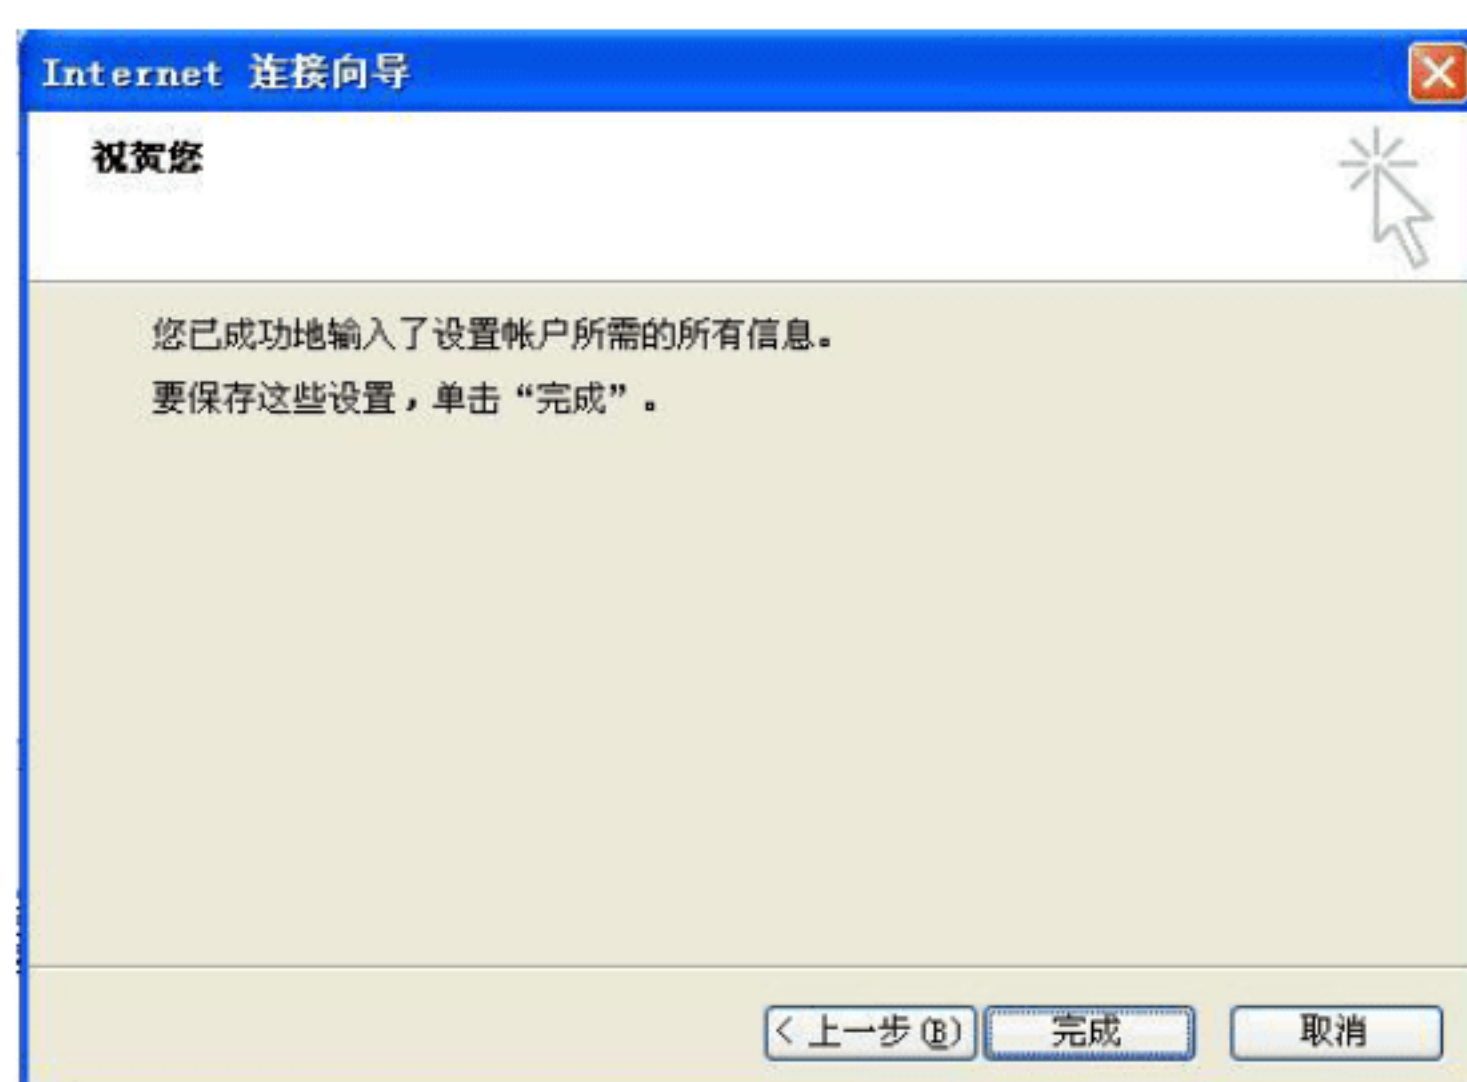 Internet 连接向导
祝贺您
您已成功地输入了设置帐户所需的所有信息。
要保存这些设置，单击“完成”。
< 上一步(B)
完成
取消